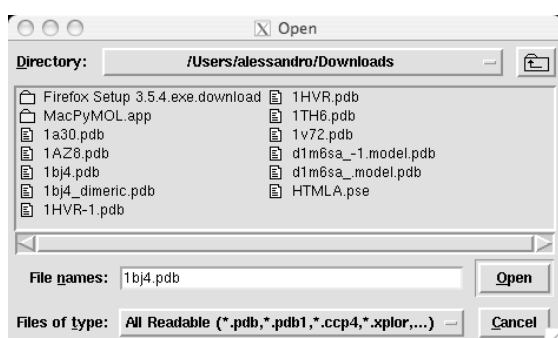 X Open
Directory: /Users/alessandro/Downloads
Firefox Setup 3.5.4.exe.download
MacPyMOL.app
1a30.pdb
1AZ8.pdb
1bj4.pdb
1bj4_dimeric.pdb
1HVR-1.pdb
1HVR.pdb
1TH6.pdb
1v72.pdb
d1m6sa_-1.model.pdb
d1m6sa_.model.pdb
HTMLA.pse
File names: 1bj4.pdb Open
Files of type: All Readable (*.pdb,*.pdb1,*.ccp4,*.xplor,...) Cancel